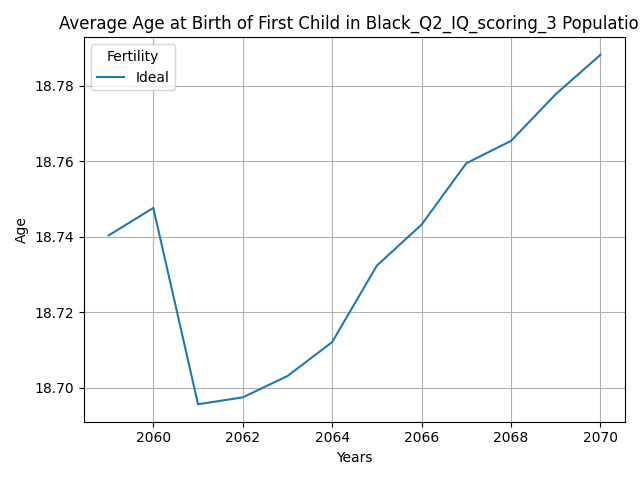 Average Age at Birth of First Child in Black_Q2_IQ_scoring_3 Populatio
Fertility
Ideal
18.78
18.76
18.74
18.72
18.70
Age
2060 2062 2064 2066 2068 2070
Years